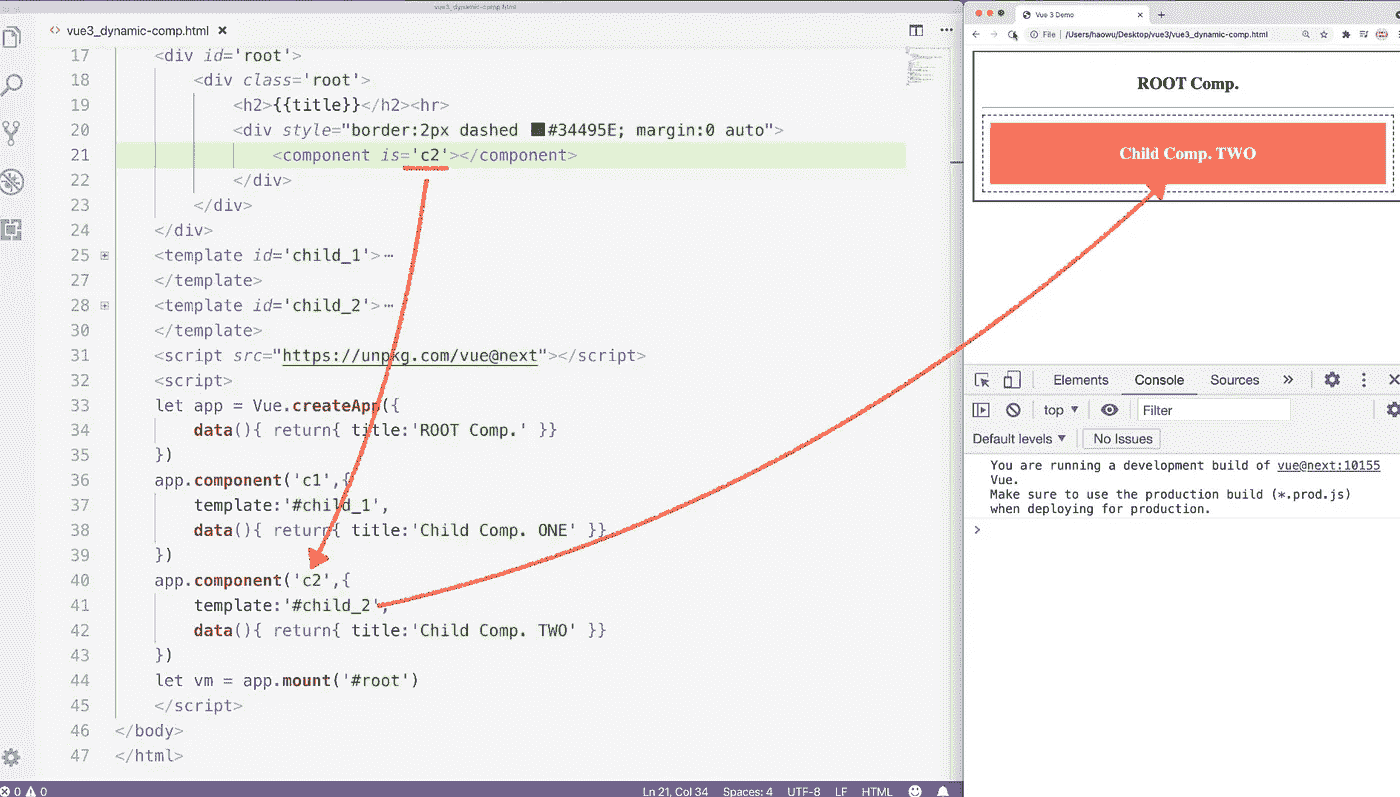 vue3_dynamic-comp.html
<> vue3_dynamic-comp.html ×
17 <div id='root'>
18 <div class='root'>
19 <h2>{{title}}</h2><hr>
20 <div style="border:2px dashed #34495E; margin:0 auto">
21 <component is='c2'></component>
22 </div>
23 </div>
24 </div>
25 <template id='child_1'>…
27 </template>
28 <template id='child_2'>…
30 </template>
31 <script src="https://unpkg.com/vue@next"></script>
32 <script>
33 let app = Vue.createApp({
34 data(){ return{ title:'ROOT Comp.' }}
35 })
36 app.component('c1',{
37 template:'#child_1',
38 data(){ return{ title:'Child Comp. ONE' }}
39 })
40 app.component('c2',{
41 template:'#child_2',
42 data(){ return{ title:'Child Comp. TWO' }}
43 })
44 let vm = app.mount('#root')
45 </script>
46 </body>
47 </html>
0 0 Ln 21, Col 34 Spaces: 4 UTF-8 LF HTML
Vue 3 Demo
File /Users/haowu/Desktop/vue3/vue3_dynamic-comp.html
ROOT Comp.
Child Comp. TWO
Elements Console Sources »
top Filter
Default levels No Issues
You are running a development build of vue@next:10155
Vue.
Make sure to use the production build (*.prod.js)
when deploying for production.
>